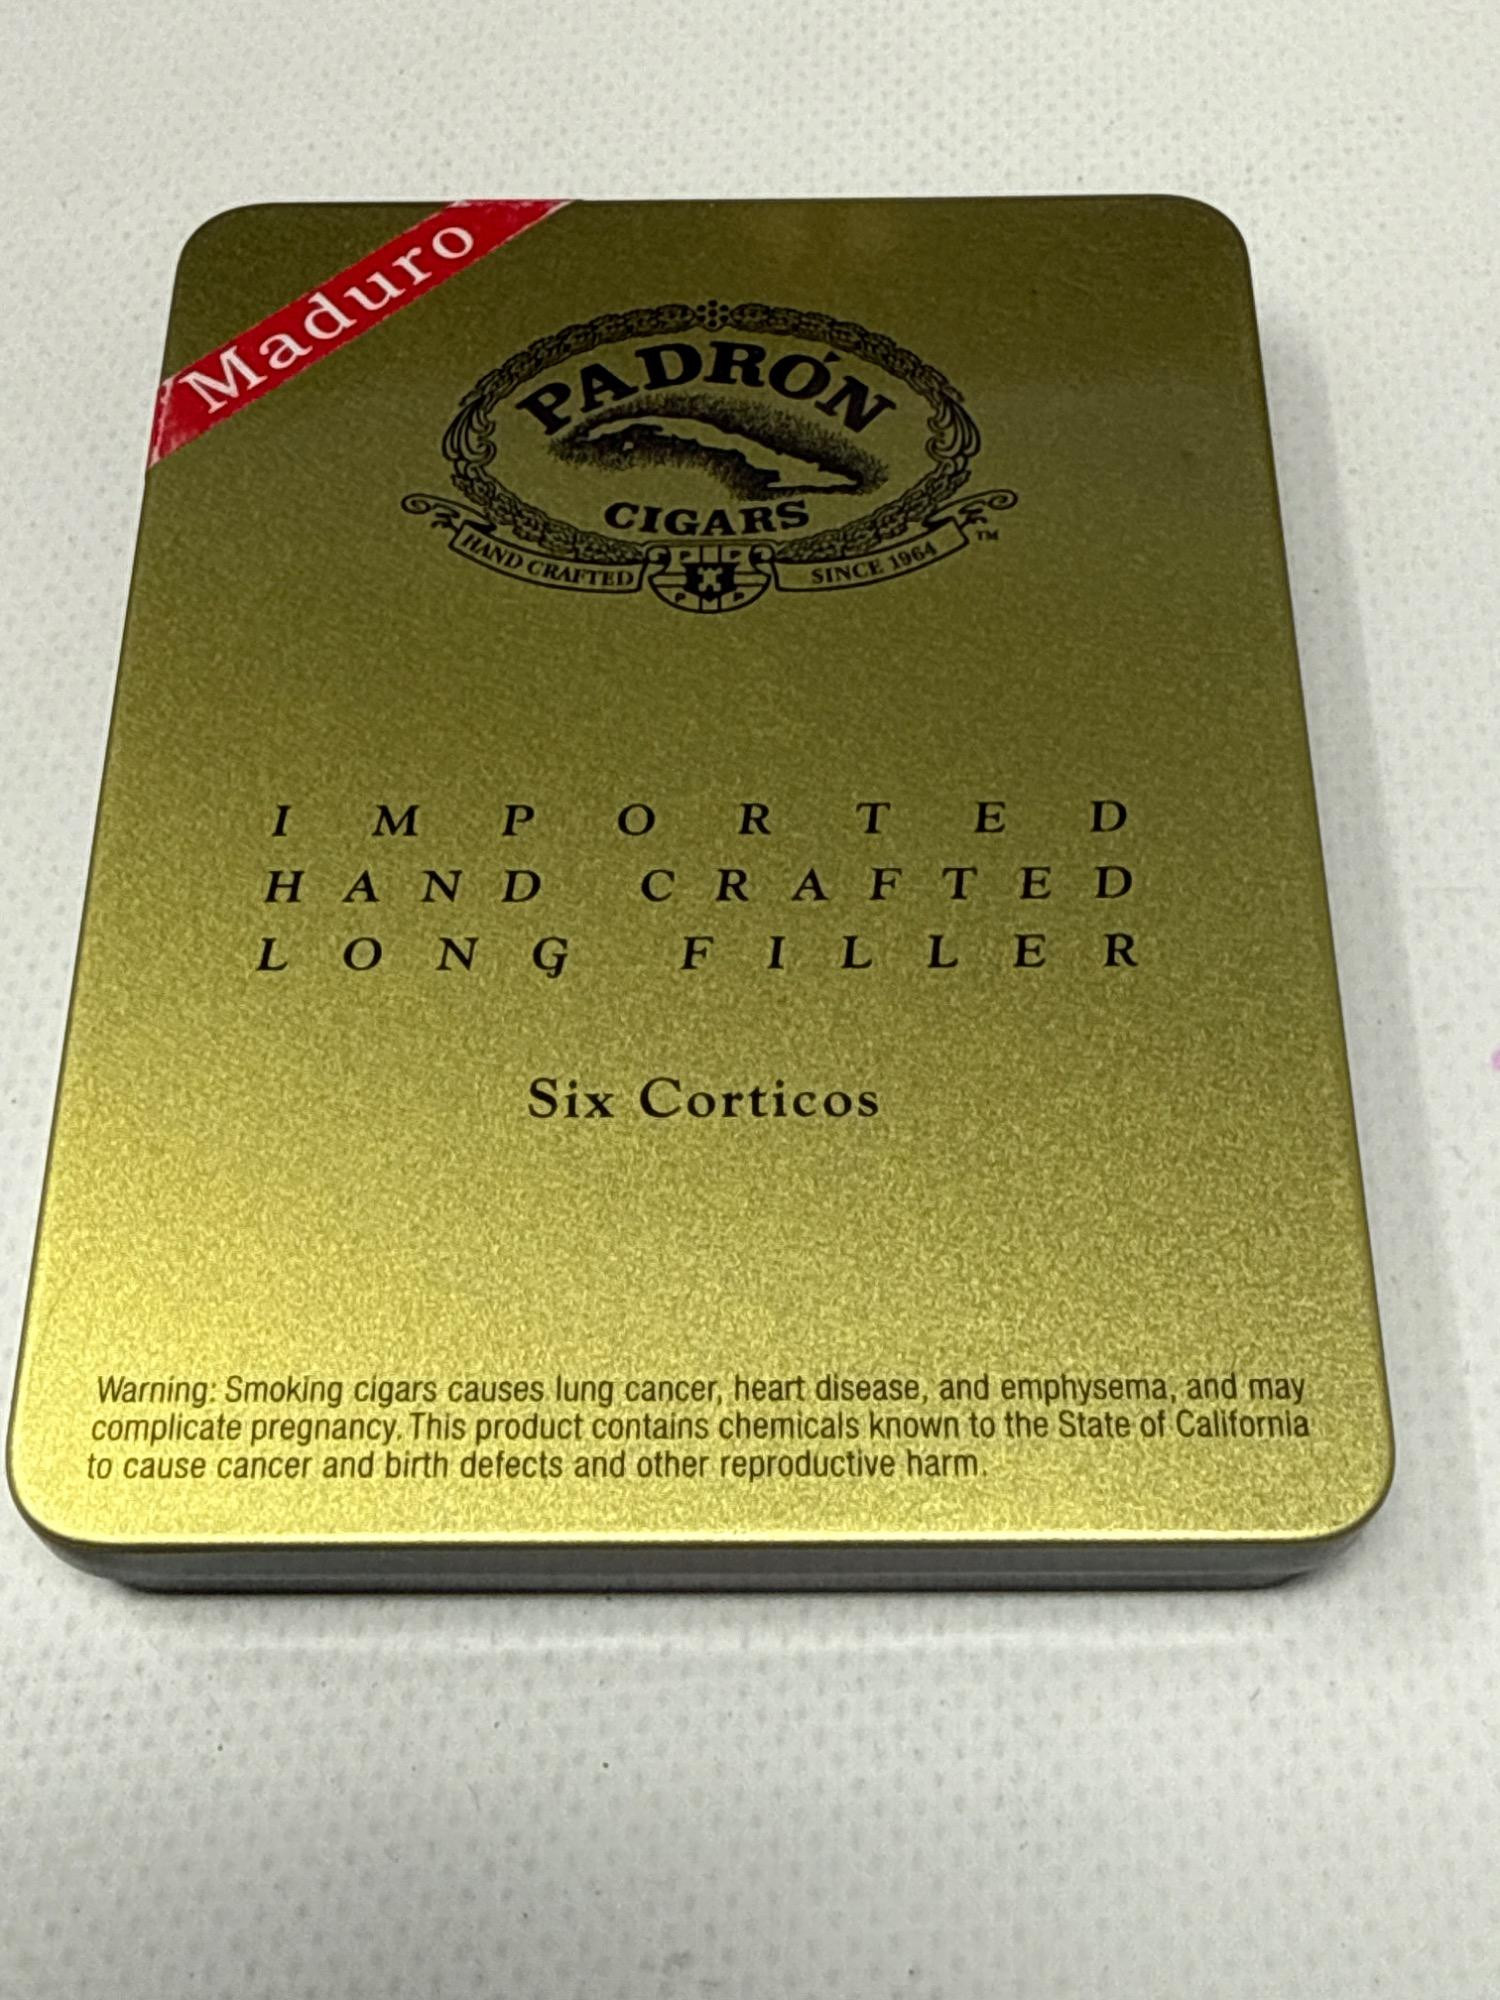 Maduro
PADRÓN
CIGARS
HAND CRAFTED
SINCE 1964
TM
IMPORTED
HAND CRAFTED
LONG FILLER
Six Corticos
Warning: Smoking cigars causes lung cancer, heart disease, and emphysema, and may
complicate pregnancy. This product contains chemicals known to the State of California
to cause cancer and birth defects and other reproductive harm.